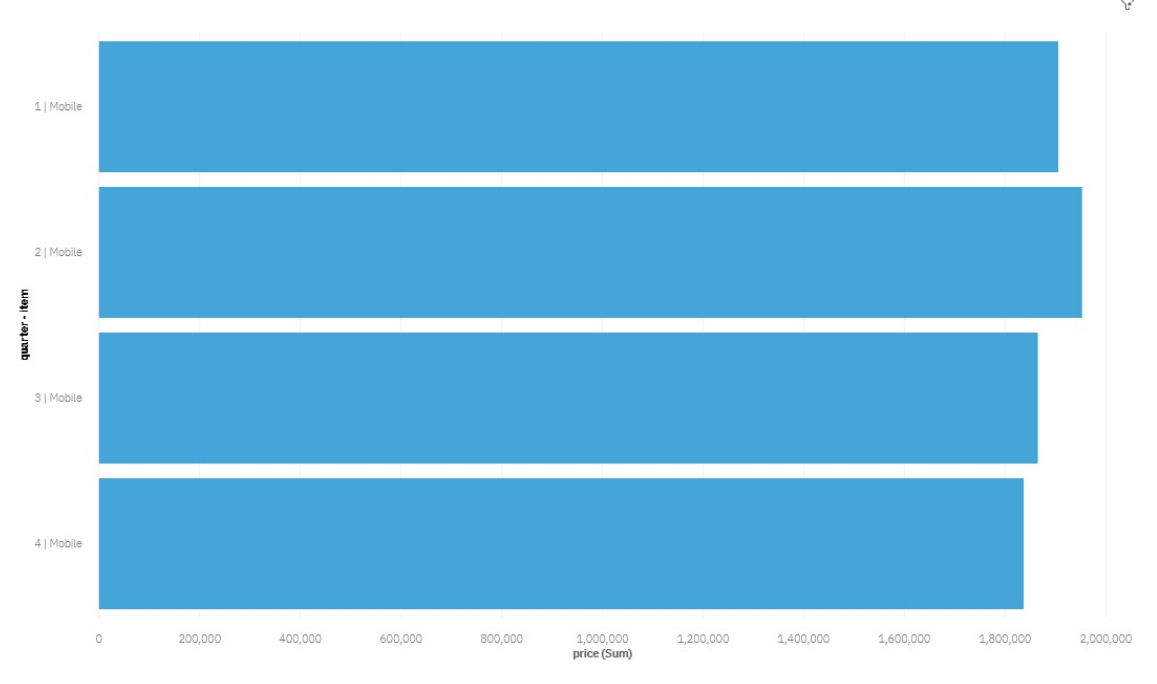 1 | Mobile
2 | Mobile
quarter - item
3 | Mobile
4 | Mobile
0 200,000 400,000 600,000 800,000 1,000,000 1,200,000 1,400,000 1,600,000 1,800,000 2,000,000
price (Sum)